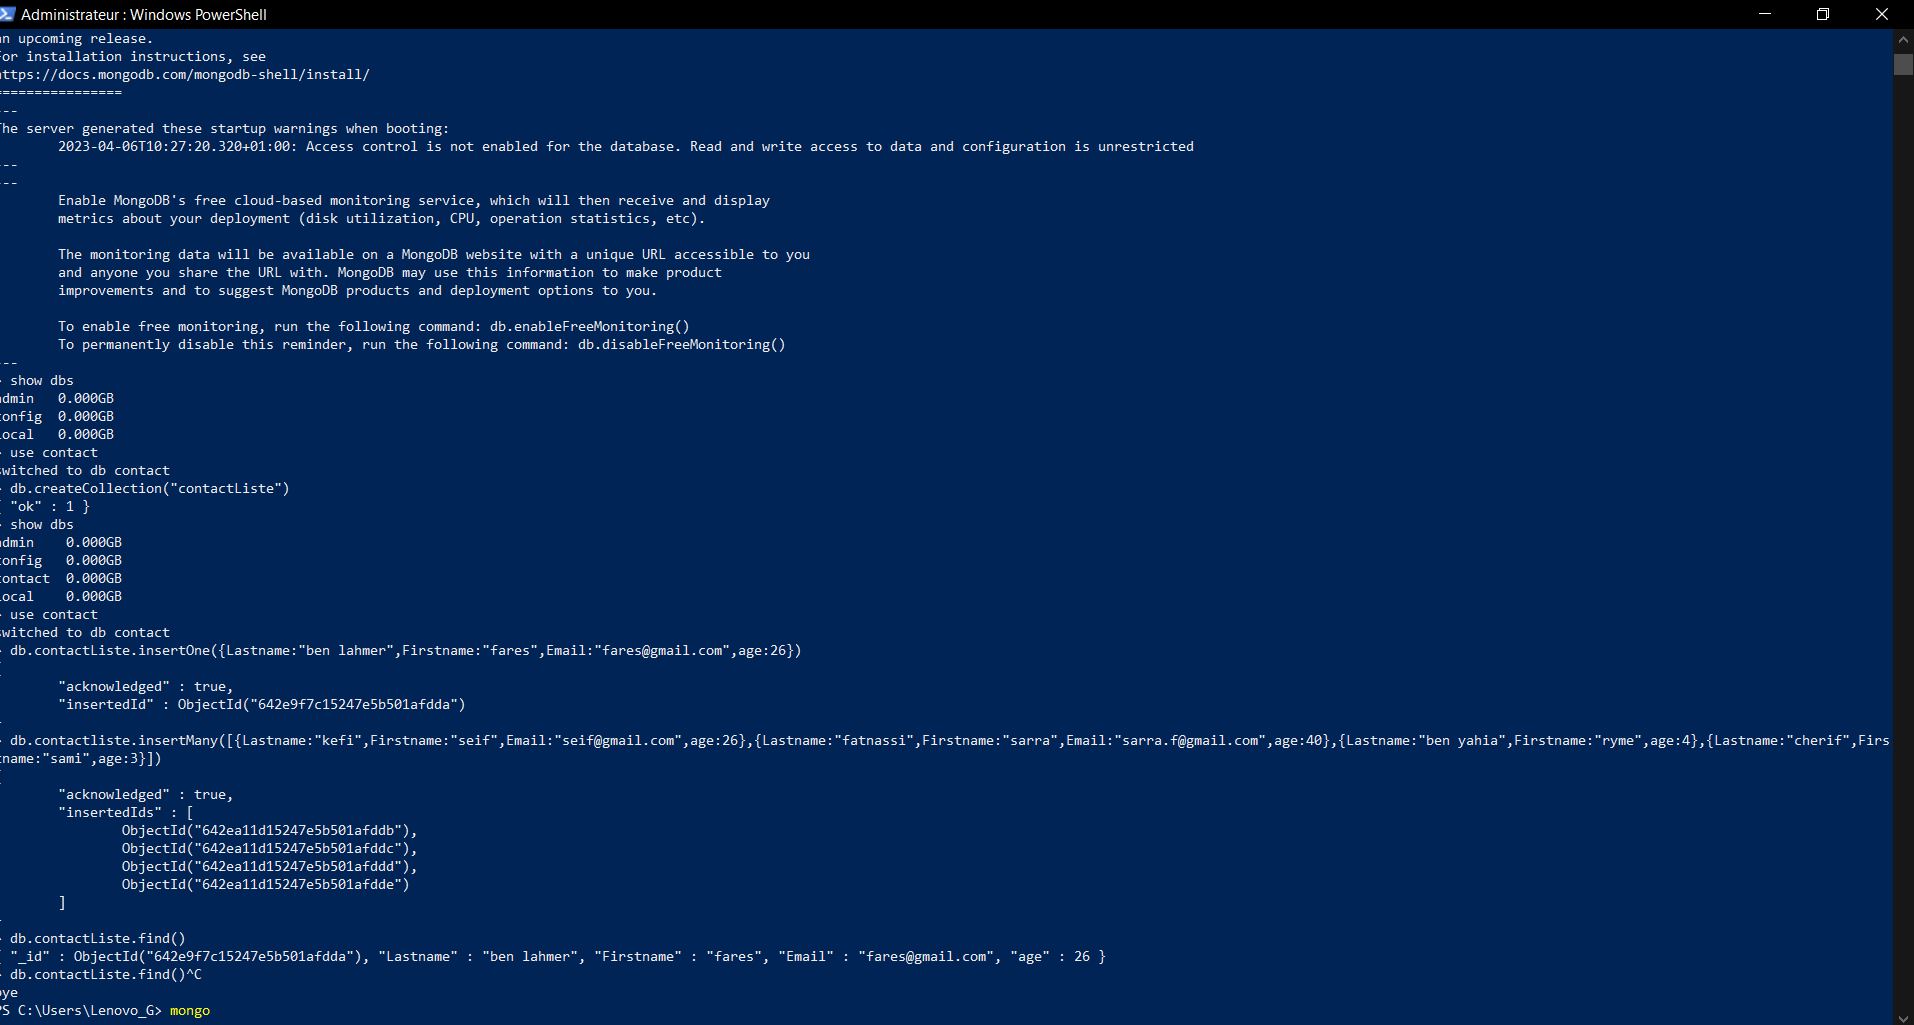 Administrateur : Windows PowerShell
n upcoming release.
or installation instructions, see
ttps://docs.mongodb.com/mongodb-shell/install/
================
---
he server generated these startup warnings when booting:
2023-04-06T10:27:20.320+01:00: Access control is not enabled for the database. Read and write access to data and configuration is unrestricted
---
---
Enable MongoDB's free cloud-based monitoring service, which will then receive and display
metrics about your deployment (disk utilization, CPU, operation statistics, etc).
The monitoring data will be available on a MongoDB website with a unique URL accessible to you
and anyone you share the URL with. MongoDB may use this information to make product
improvements and to suggest MongoDB products and deployment options to you.
To enable free monitoring, run the following command: db.enableFreeMonitoring()
To permanently disable this reminder, run the following command: db.disableFreeMonitoring()
---
> show dbs
admin 0.000GB
config 0.000GB
local 0.000GB
> use contact
switched to db contact
> db.createCollection("contactListe")
{ "ok" : 1 }
> show dbs
admin 0.000GB
config 0.000GB
contact 0.000GB
local 0.000GB
> use contact
switched to db contact
> db.contactListe.insertOne({Lastname:"ben lahmer",Firstname:"fares",Email:"fares@gmail.com",age:26})
{
"acknowledged" : true,
"insertedId" : ObjectId("642e9f7c15247e5b501afdda")
}
> db.contactliste.insertMany([{Lastname:"kefi",Firstname:"seif",Email:"seif@gmail.com",age:26},{Lastname:"fatnassi",Firstname:"sarra",Email:"sarra.f@gmail.com",age:40},{Lastname:"ben yahia",Firstname:"ryme",age:4},{Lastname:"cherif",Firs
tname:"sami",age:3}])
{
"acknowledged" : true,
"insertedIds" : [
ObjectId("642ea11d15247e5b501afddb"),
ObjectId("642ea11d15247e5b501afddc"),
ObjectId("642ea11d15247e5b501afddd"),
ObjectId("642ea11d15247e5b501afdde")
]
}
> db.contactListe.find()
{ "_id" : ObjectId("642e9f7c15247e5b501afdda"), "Lastname" : "ben lahmer", "Firstname" : "fares", "Email" : "fares@gmail.com", "age" : 26 }
> db.contactListe.find()^C
bye
PS C:\Users\Lenovo_G> mongo